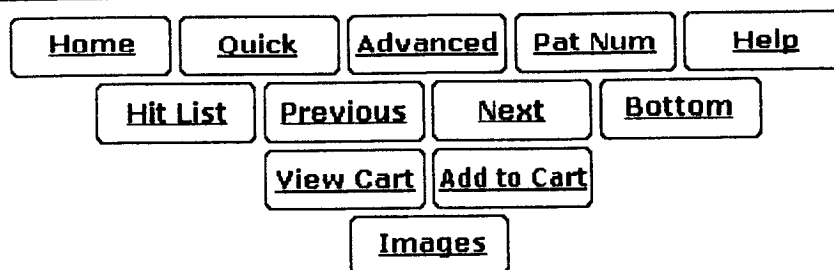 Home Quick Advanced Pat Num Help
Hit List Previous Next Bottom
View Cart Add to Cart
Images